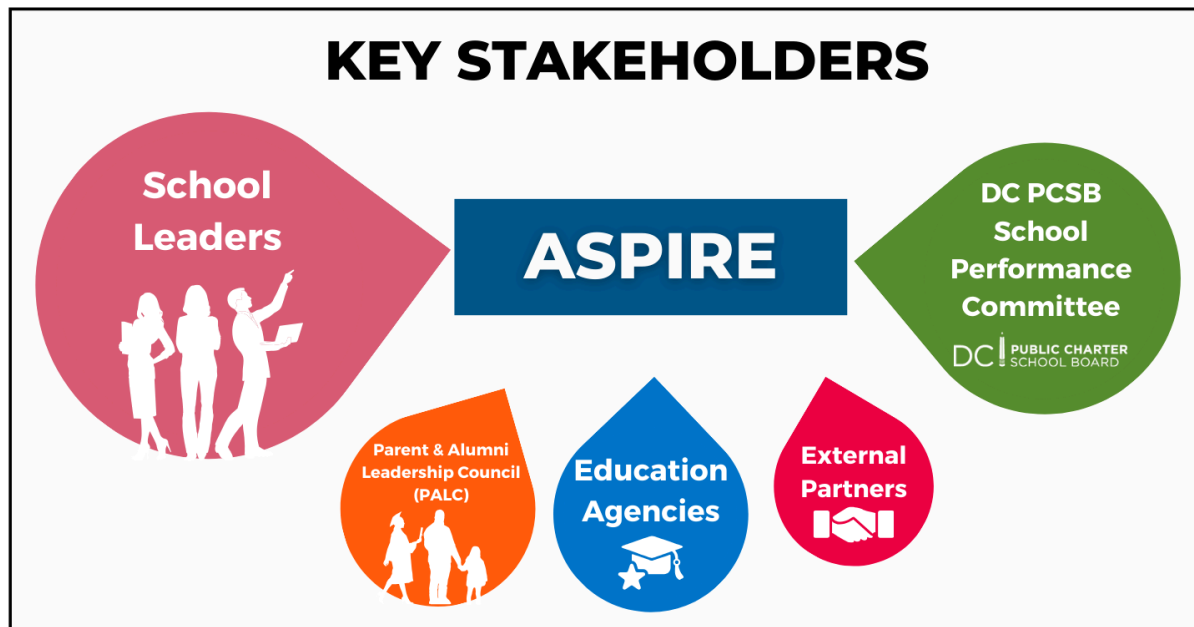 KEY STAKEHOLDERS
School
Leaders
ASPIRE
DC PCSB
School
Performance
Committee
DC PUBLIC CHARTER
SCHOOL BOARD
Parent & Alumni
Leadership Council
(PALC)
Education
Agencies
External
Partners